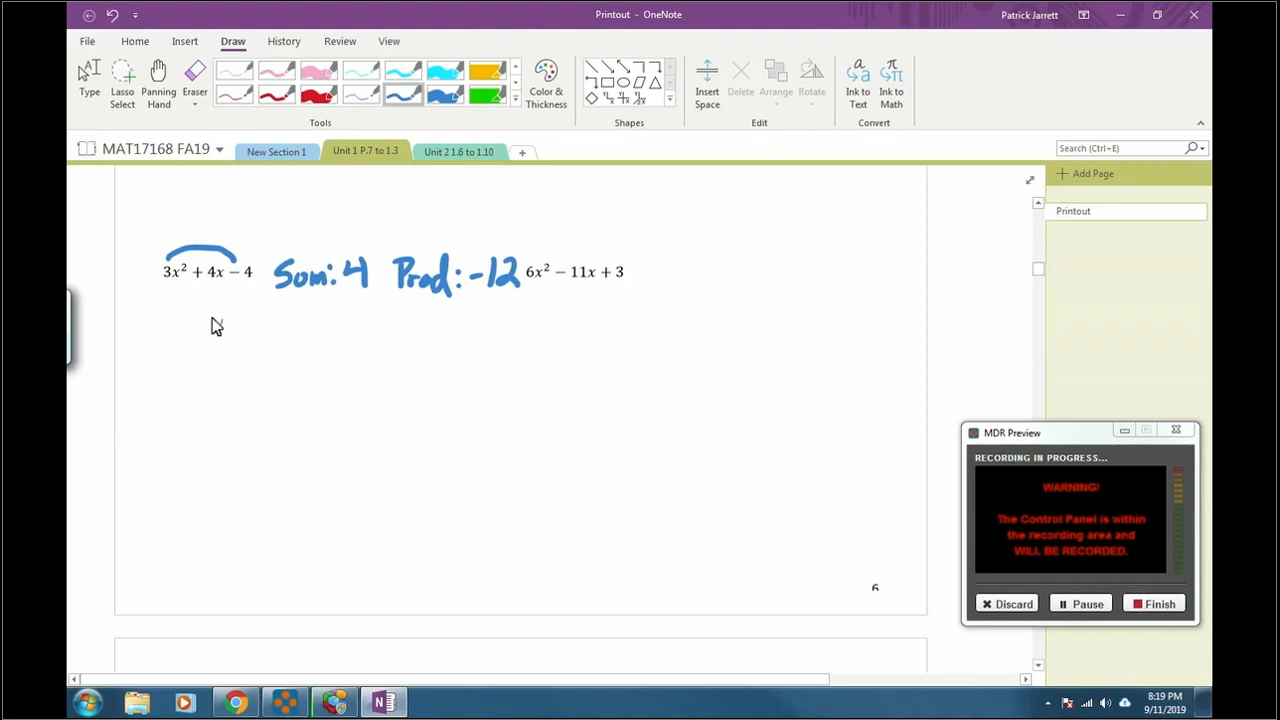 Printout - OneNote
Patrick Jarrett
File Home Insert Draw History Review View
Type
Lasso Select
Panning Hand
Eraser
Color & Thickness
Insert Space
Delete
Arrange
Rotate
Ink to Text
Ink to Math
Tools Shapes Edit Convert
MAT17168 FA19 New Section 1 Unit 1 P.7 to 1.3 Unit 2 1.6 to 1.10 Search (Ctrl+E)
Add Page
Printout
3x² + 4x − 4 Sum: 4 Prod: -12 6x² − 11x + 3
MDR Preview
RECORDING IN PROGRESS...
WARNING!
The Control Panel is within
the recording area and
WILL BE RECORDED.
Discard Pause Finish
6
8:19 PM
9/11/2019